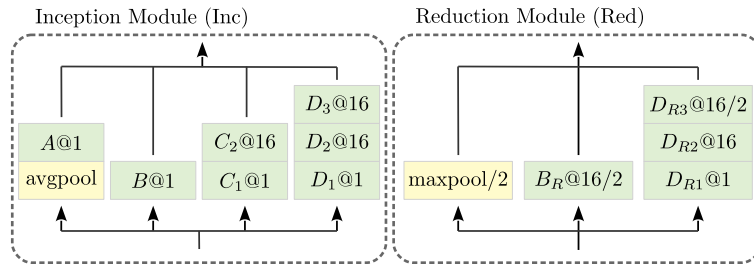 Inception Module (Inc)
Reduction Module (Red)
D₃@16
D_R3@16/2
A@1
C₂@16
D₂@16
D_R2@16
avgpool
B@1
C₁@1
D₁@1
maxpool/2
B_R@16/2
D_R1@1